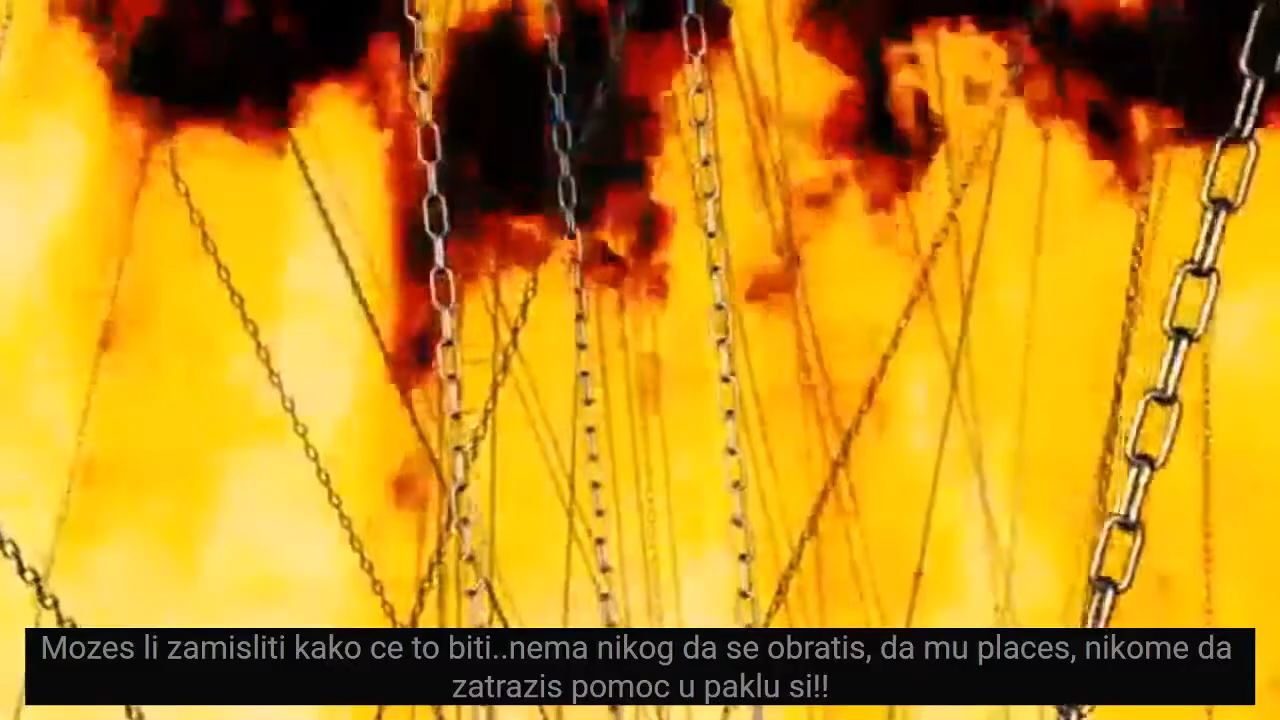 Mozes li zamisliti kako ce to biti..nema nikog da se obratis, da mu places, nikome da
zatrazis pomoc u paklu si!!